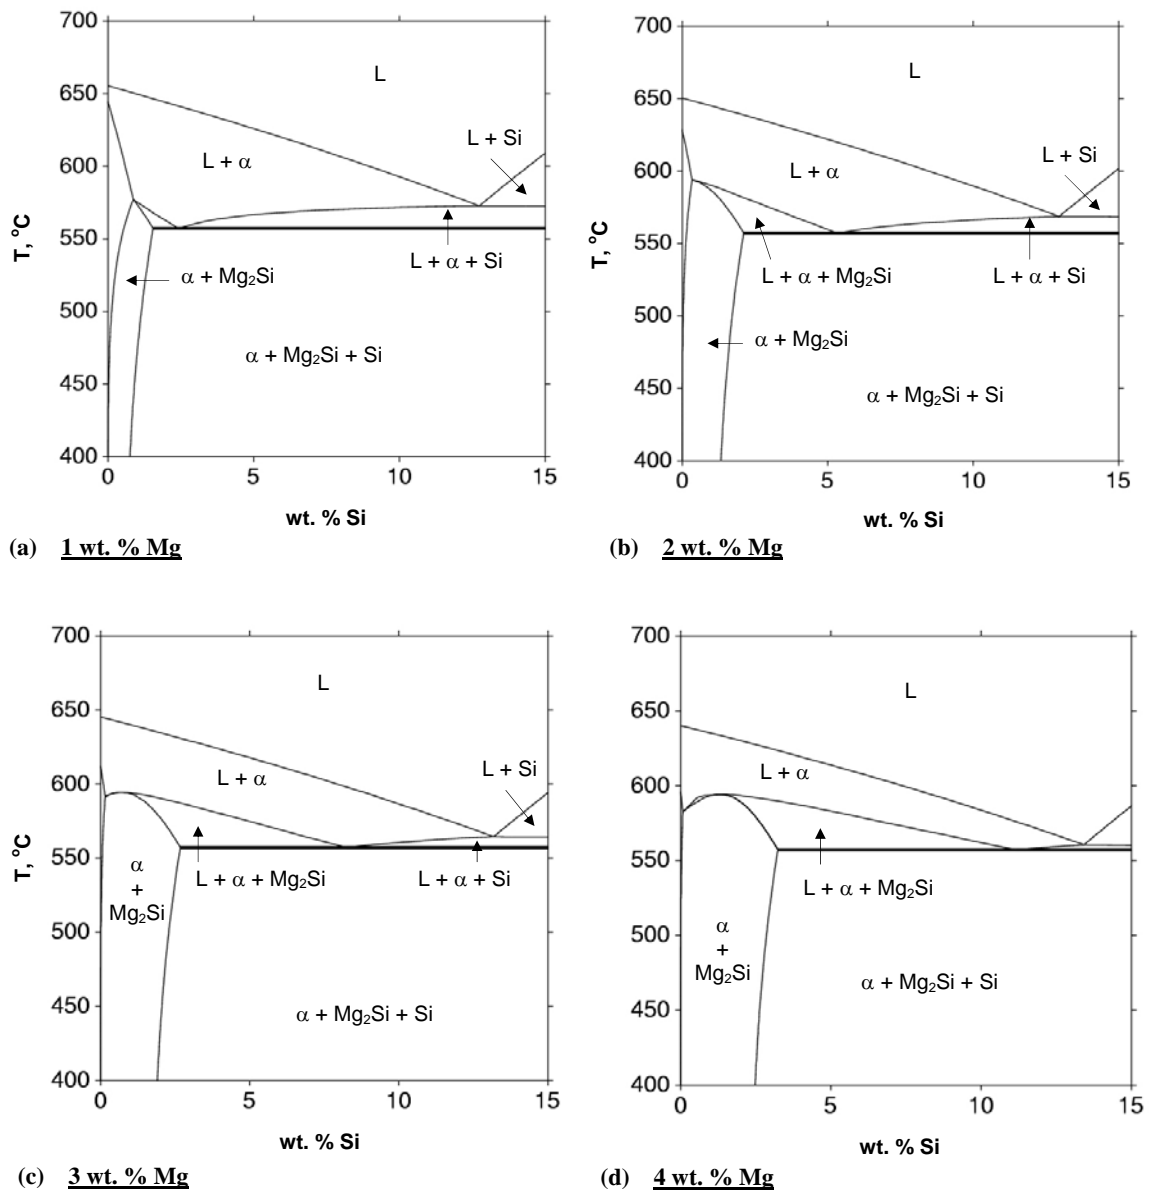 700
650
600
550
500
450
400
T, °C
L
L + α
L + Si
L + α + Si
α + Mg₂Si
α + Mg₂Si + Si
0
5
10
15
wt. % Si
(a) 1 wt. % Mg
700
650
600
550
500
450
400
T, °C
L
L + Si
L + α
L + α + Mg₂Si
L + α + Si
α + Mg₂Si
α + Mg₂Si + Si
0
5
10
15
wt. % Si
(b) 2 wt. % Mg
700
650
600
550
500
450
400
T, °C
L
L + α
L + Si
α
+
Mg₂Si
L + α + Mg₂Si
L + α + Si
α + Mg₂Si + Si
0
5
10
15
wt. % Si
(c) 3 wt. % Mg
700
650
600
550
500
450
400
L
L + α
L + α + Mg₂Si
α
+
Mg₂Si
α + Mg₂Si + Si
0
5
10
15
wt. % Si
(d) 4 wt. % Mg